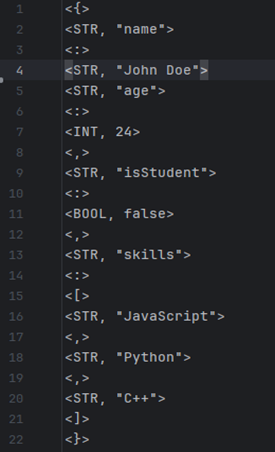 1 <{>
2 <STR, "name">
3 <:>
4 <STR, "John Doe">
5 <STR, "age">
6 <:>
7 <INT, 24>
8 <,>
9 <STR, "isStudent">
10 <:>
11 <BOOL, false>
12 <,>
13 <STR, "skills">
14 <:>
15 <[>
16 <STR, "JavaScript">
17 <,>
18 <STR, "Python">
19 <,>
20 <STR, "C++">
21 <]>
22 <}>